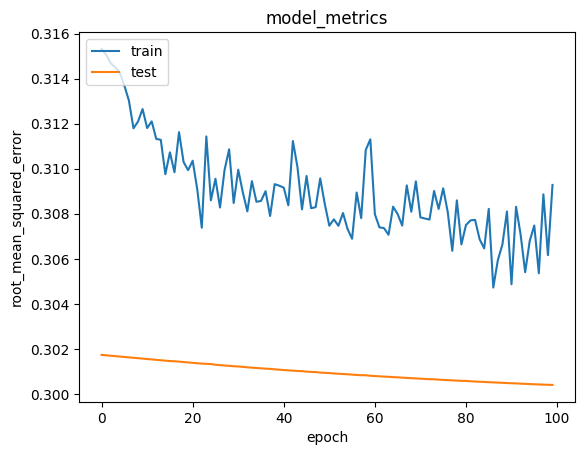 model_metrics
0.316
0.314
0.312
0.310
0.308
0.306
0.304
0.302
0.300
root_mean_squared_error
train
test
0 20 40 60 80 100
epoch